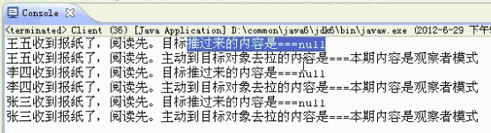 Console
<terminated> Client (36) [Java Application] D:\common\java6\jdk6\bin\javaw.exe (2012-6-29 下午
王五收到报纸了，阅读先。目标推过来的内容是===null
王五收到报纸了，阅读先。主动到目标对象去拉的内容是===本期内容是观察者模式
李四收到报纸了，阅读先。目标推过来的内容是===null
李四收到报纸了，阅读先。主动到目标对象去拉的内容是===本期内容是观察者模式
张三收到报纸了，阅读先。目标推过来的内容是===null
张三收到报纸了，阅读先。主动到目标对象去拉的内容是===本期内容是观察者模式